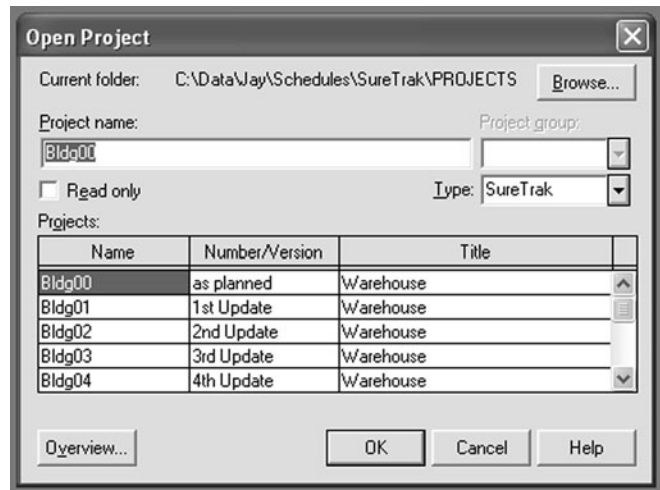 Open Project
Current folder: C:\Data\Jay\Schedules\SureTrak\PROJECTS Browse...
Project name: Project group:
Bldg00
Read only Type: SureTrak
Projects:
Name Number/Version Title
Bldg00 as planned Warehouse
Bldg01 1st Update Warehouse
Bldg02 2nd Update Warehouse
Bldg03 3rd Update Warehouse
Bldg04 4th Update Warehouse
Overview... OK Cancel Help